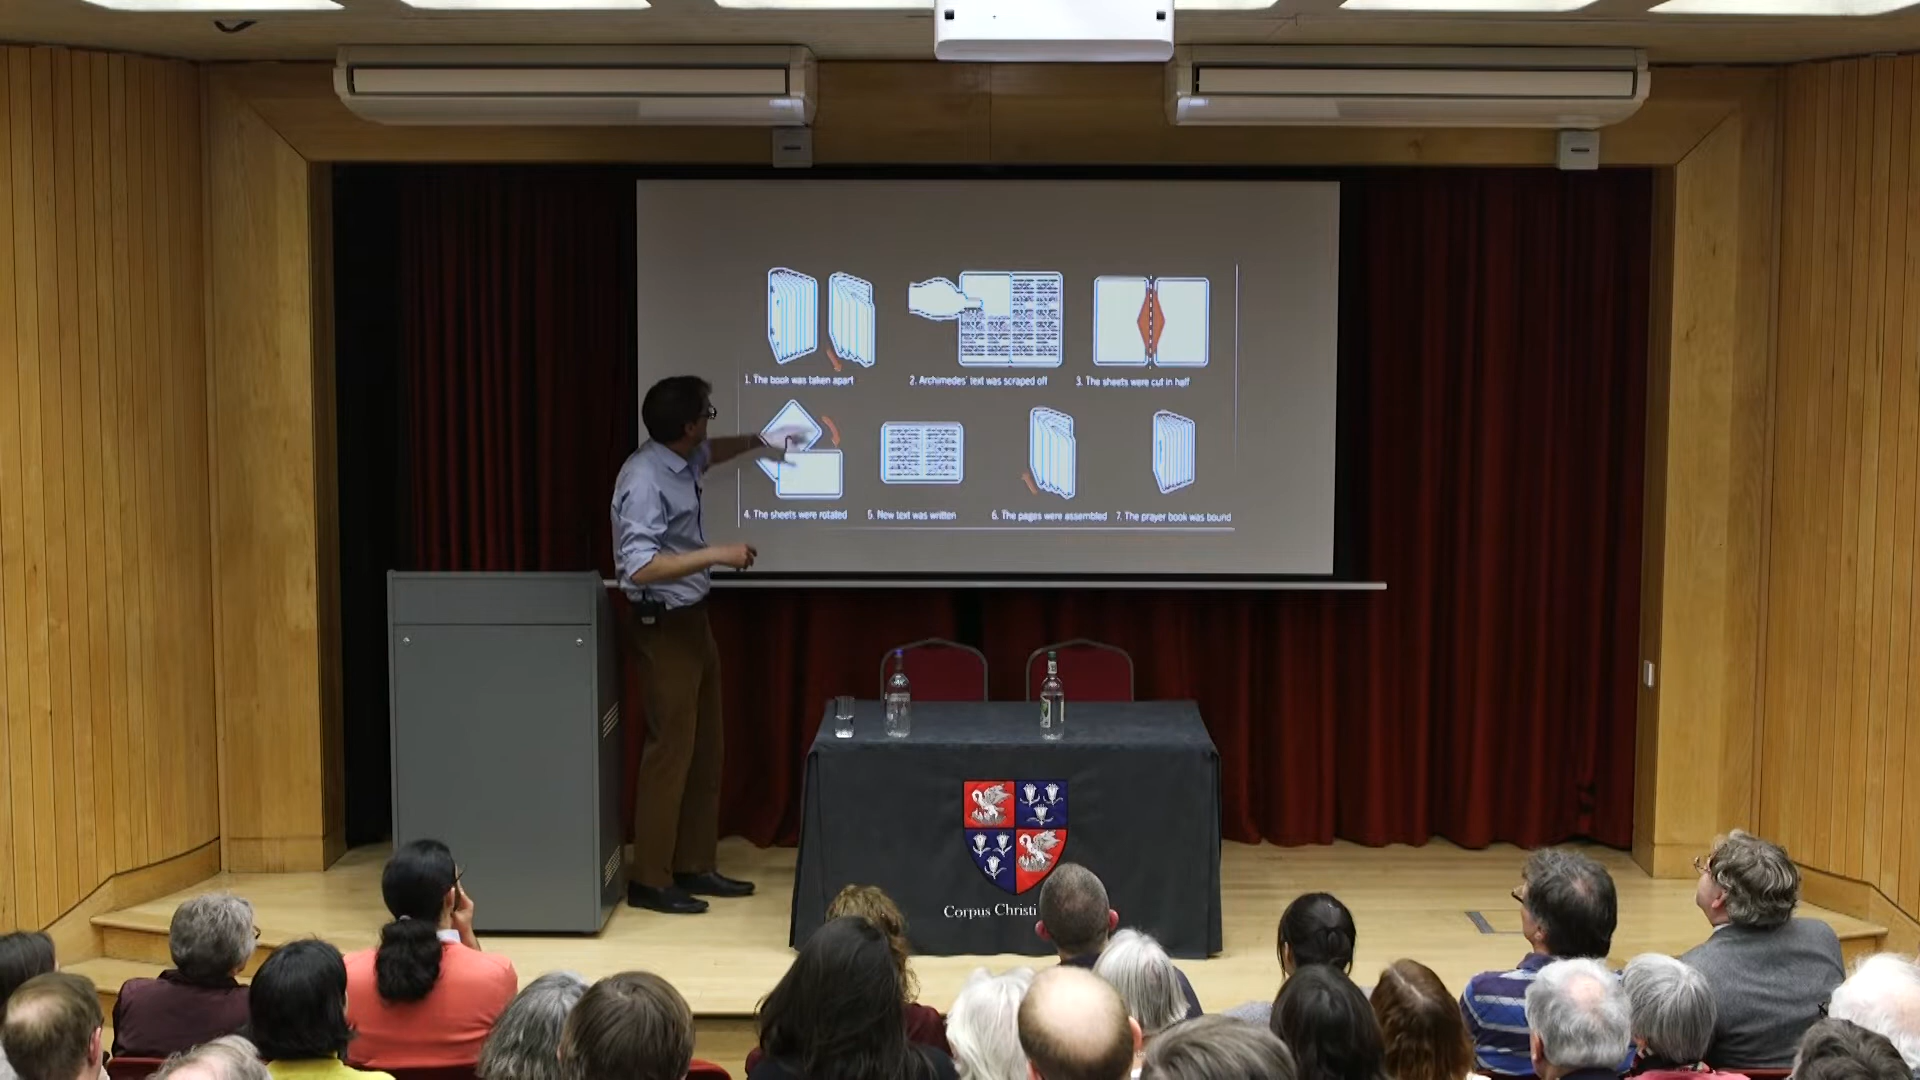 1. The book was taken apart
2. Archimedes' text was scraped off
3. The sheets were cut in half
4. The sheets were rotated
5. New text was written
6. The pages were assembled
7. The prayer book was bound
Corpus Christi